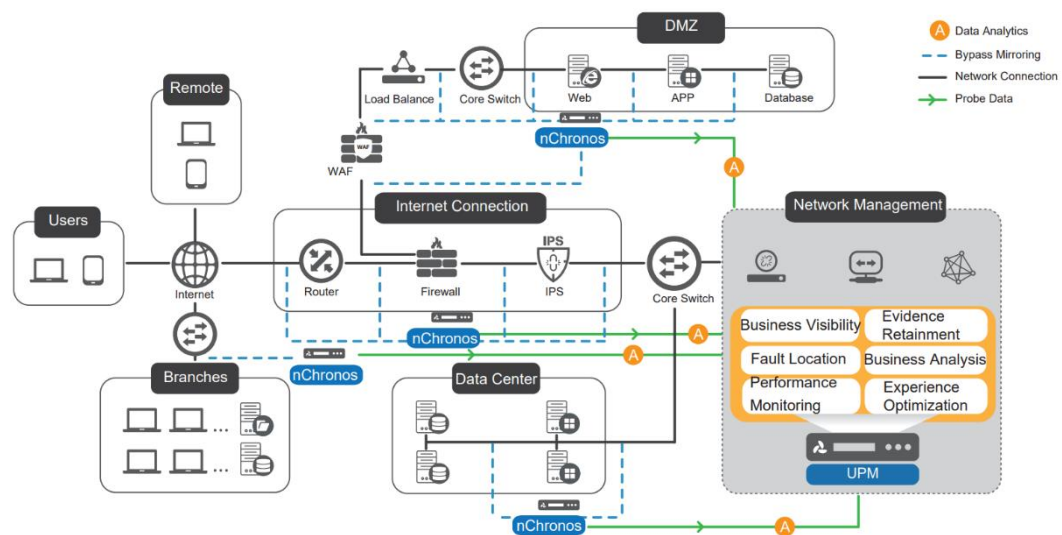 DMZ
A
Data Analytics
Bypass Mirroring
Network Connection
Probe Data
Remote
Load Balance
Core Switch
Web
APP
Database
nChronos
WAF
WAF
A
Users
Internet Connection
Network Management
IPS
Internet
Router
Firewall
IPS
Core Switch
Business Visibility
Evidence
Retainment
nChronos
A
Fault Location
Business Analysis
nChronos
A
Branches
Data Center
Performance
Monitoring
Experience
Optimization
UPM
nChronos
A